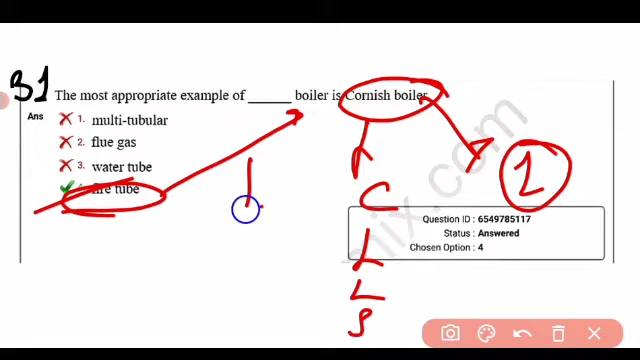 31
The most appropriate example of ______ boiler is Cornish boiler.
Ans
1. multi-tubular
2. flue gas
3. water tube
4. fire tube
1
C
L
L
Question ID : 6549785117
Status : Answered
Chosen Option : 4